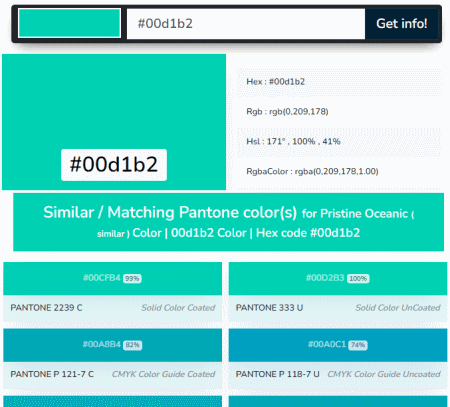 #00d1b2 Get info!
#00d1b2
Hex : #00d1b2
Rgb : rgb(0,209,178)
Hsl : 171° , 100% , 41%
RgbaColor : rgba(0,209,178,1.00)
Similar / Matching Pantone color(s) for Pristine Oceanic (
similar ) Color | 00d1b2 Color | Hex code #00d1b2
#00CFB4 99%
PANTONE 2239 C Solid Color Coated
#00D2B3 100%
PANTONE 333 U Solid Color UnCoated
#00A8B4 82%
PANTONE P 121-7 C CMYK Color Guide Coated
#00A0C1 74%
PANTONE P 118-7 U CMYK Color Guide Uncoated